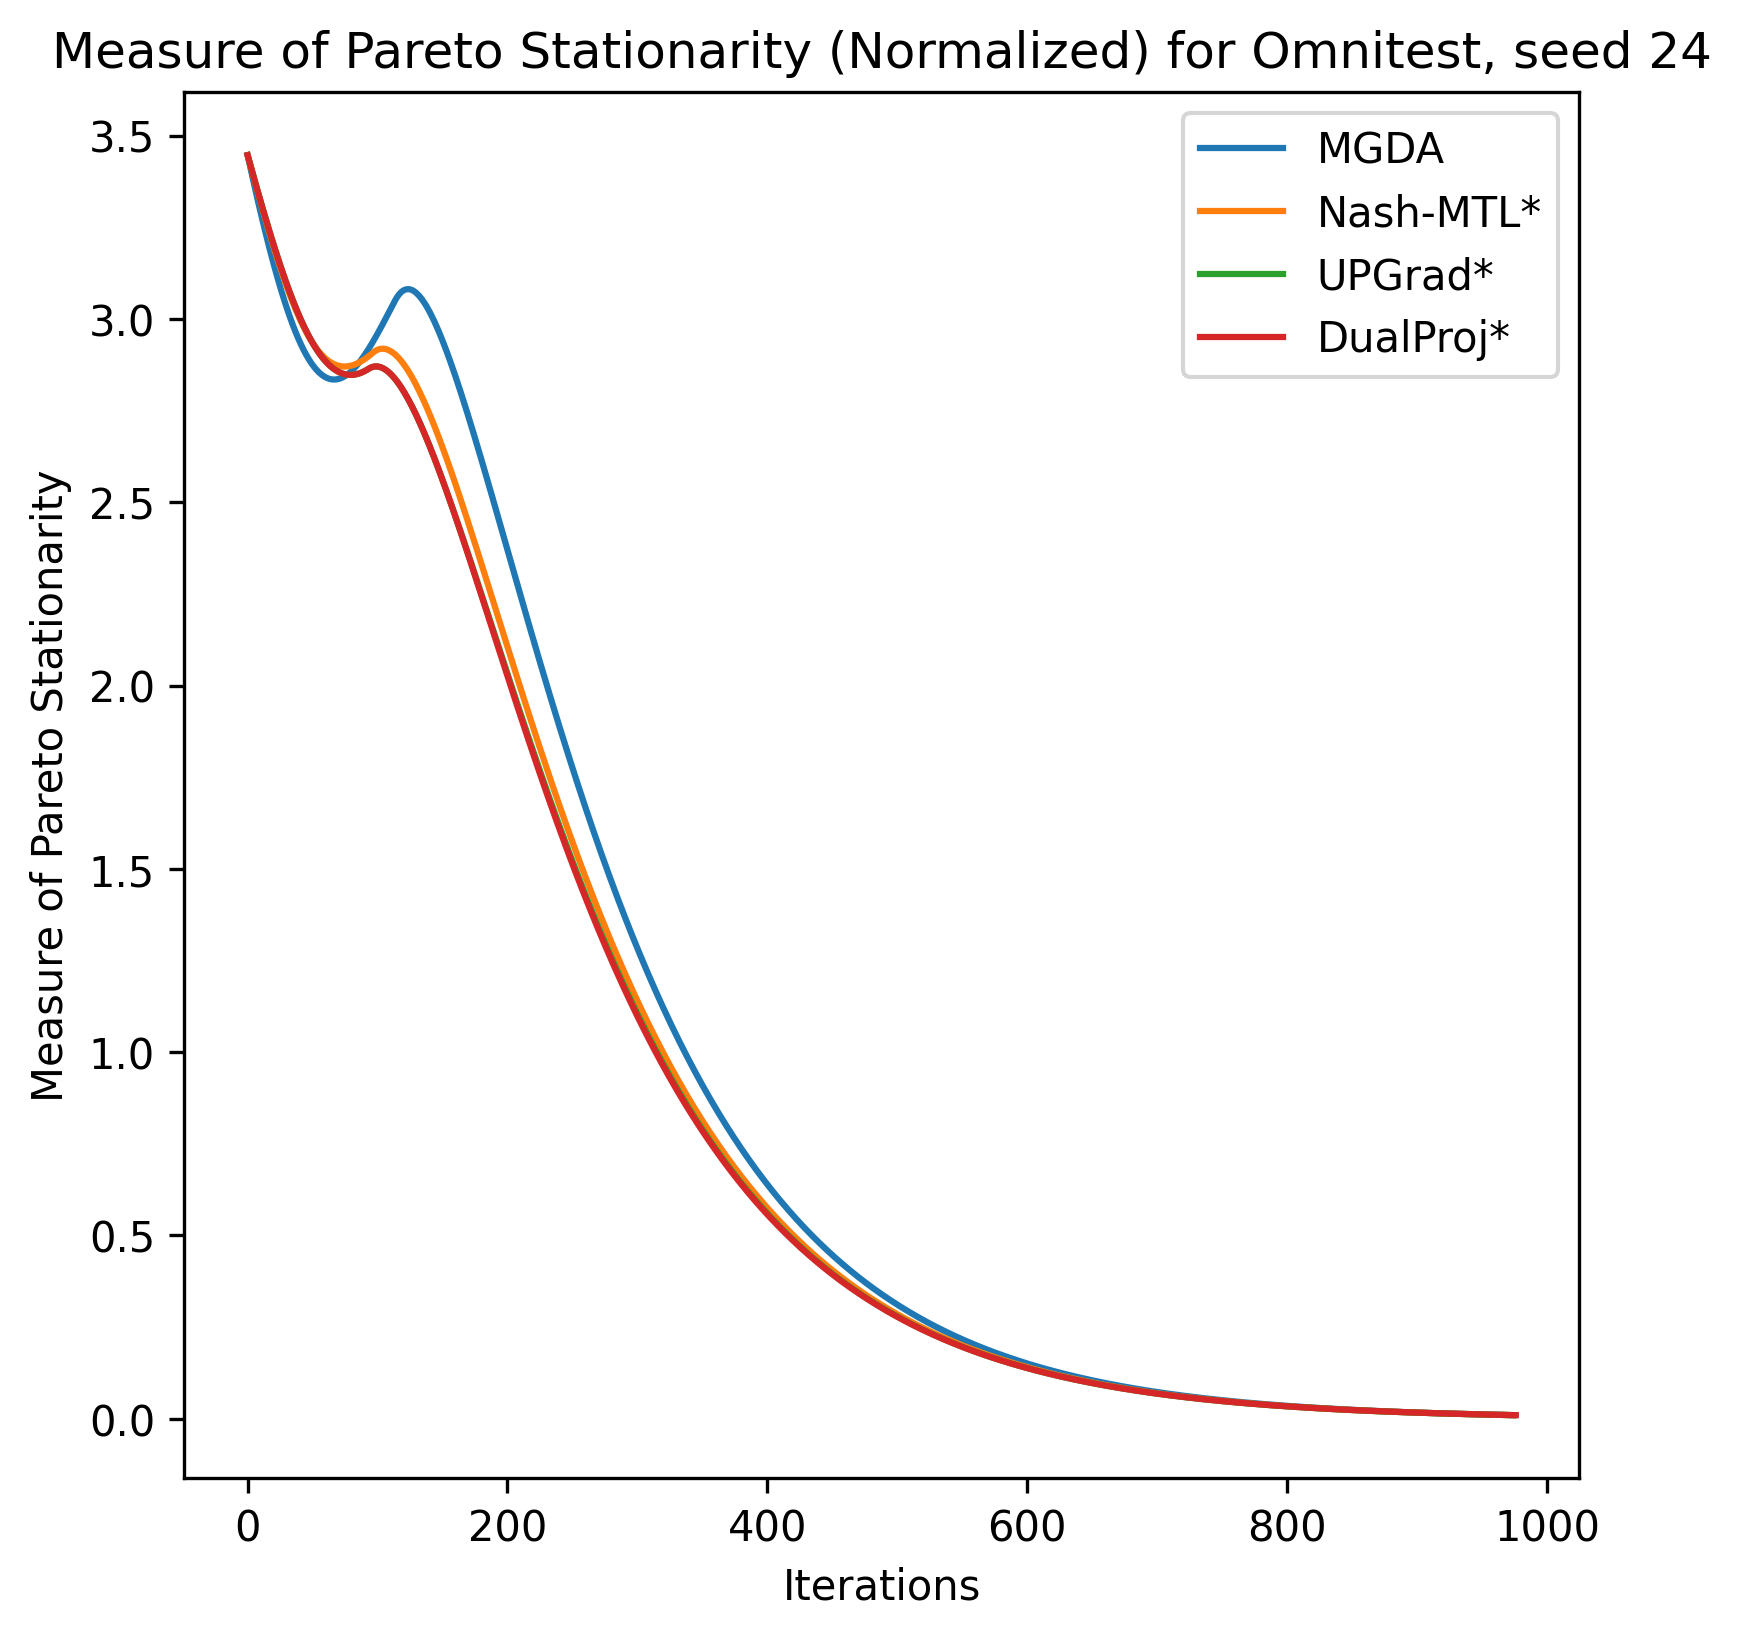 Measure of Pareto Stationarity (Normalized) for Omnitest, seed 24
MGDA
Nash-MTL*
UPGrad*
DualProj*
Measure of Pareto Stationarity
3.5
3.0
2.5
2.0
1.5
1.0
0.5
0.0
0
200
400
600
800
1000
Iterations